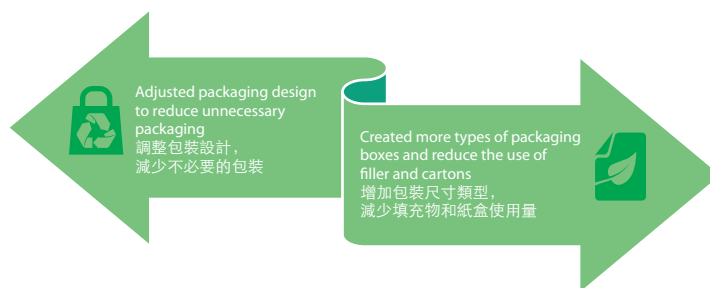 Adjusted packaging design
to reduce unnecessary
packaging
調整包裝設計，
減少不必要的包裝
Created more types of packaging
boxes and reduce the use of
filler and cartons
增加包裝尺寸類型，
減少填充物和紙盒使用量